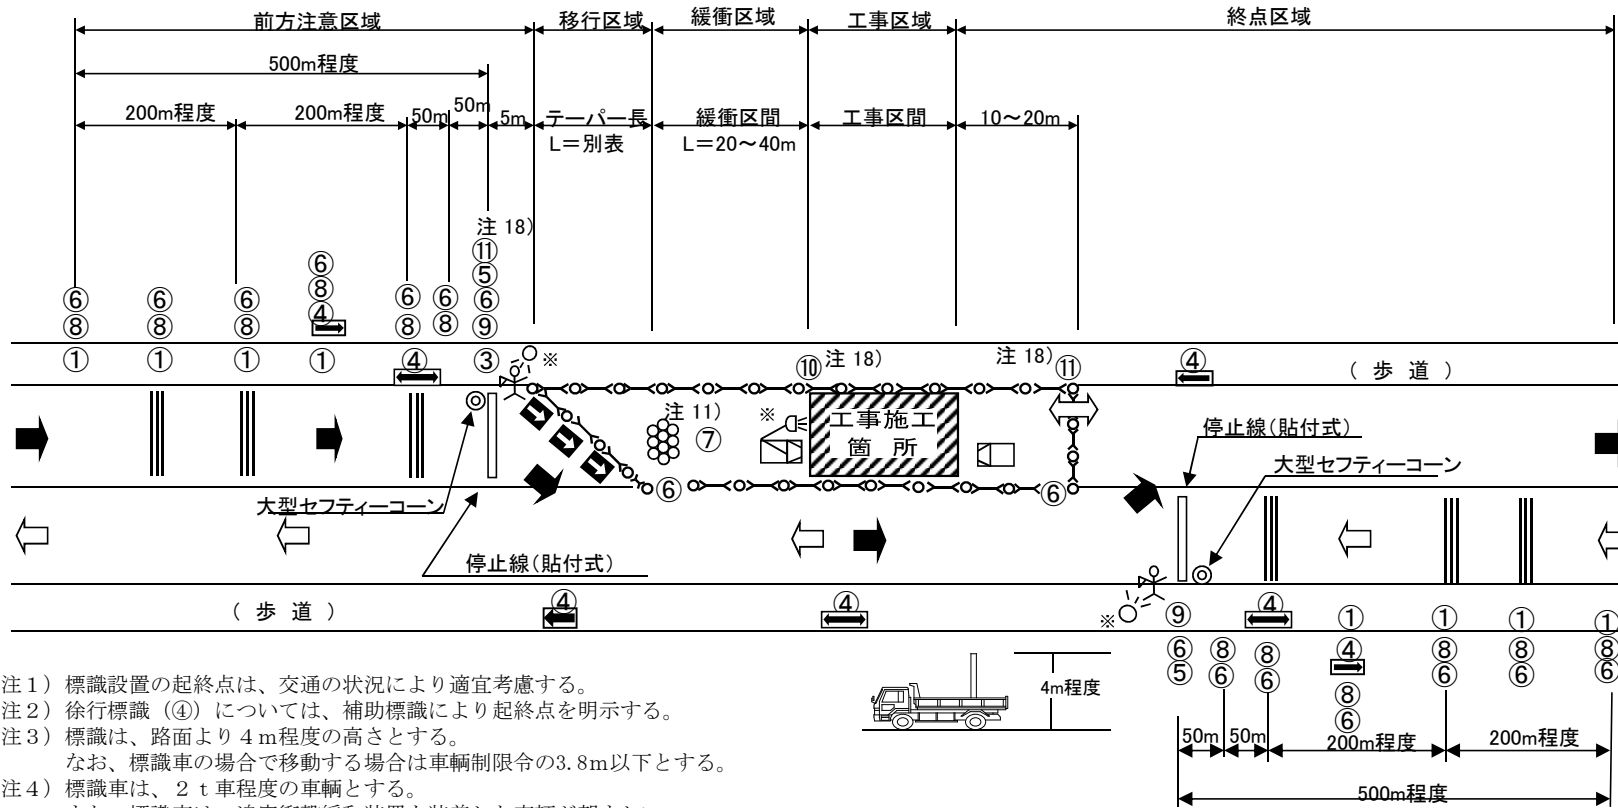 前方注意区域 移行区域 緩衝区域 工事区域 終点区域
500m程度
200m程度 200m程度 50m 50m 5m テーパー長 緩衝区間 工事区間 10～20m
L＝別表 L＝20～40m
注 18)
⑪
⑥ ⑤
⑥ ⑥ ⑥ ⑧ ⑥ ⑥ ⑥
⑧ ⑧ ⑧ ④ ⑧ ⑧ ⑨
① ① ① ① ④ ③ ※ ⑩ 注 18) 注 18) ⑪ ④ （ 歩 道 ）
注 11) ※ 工事施工
⑦ 箇 所
停止線(貼付式)
大型セフティーコーン
⑥ ⑥
大型セフティーコーン
停止線(貼付式)
（ 歩 道 ） ④ ④ ※ ⑨ ④ ① ① ① ①
⑥ ⑧ ⑧ ④ ⑧ ⑧ ⑧
⑤ ⑥ ⑥ ⑧ ⑥ ⑥ ⑥
⑥
4m程度
50m 50m 200m程度 200m程度
500m程度
注１）標識設置の起終点は、交通の状況により適宜考慮する。
注２）徐行標識（④）については、補助標識により起終点を明示する。
注３）標識は、路面より４ｍ程度の高さとする。
なお、標識車の場合で移動する場合は車輌制限令の3.8m以下とする。
注４）標識車は、２ｔ車程度の車輌とする。